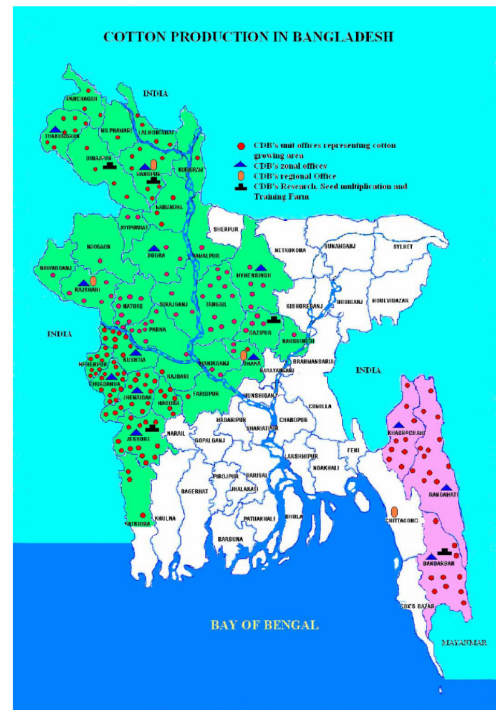 COTTON PRODUCTION IN BANGLADESH
INDIA
PANCHAGAR
THAKURGAON
NILPHAMARI
LALMONIRHAT
DINAJPUR
RANGPUR
KURIGRAM
GAIBANDHA
CDB's unit offices representing cotton
growing area
CDB's zonal offices
CDB's regional Office
CDB's Research. Seed multiplication and
Training Farm
JOYPURHAT
SHERPUR
NAOGAON
BOGRA
JAMALPUR
NETROKONA
SUNAMGANJ
SYLHET
NAWABGANJ
RAJSHAHI
MYMENSINGH
KISHOREGANJ
HOBIGANJ
MOULVIBAZAR
NATORE
SIRAJGANJ
TANGAIL
INDIA
PABNA
GAZIPUR
NARSHINGDI
MEHERPUR
KUSHTIA
MANIKGANJ
DHAKA
NARAYANGANJ
BRAHMANBARIA
INDIA
CHUADANGA
JHENAIDAH
RAJBARI
MAGURA
FARIDPUR
MUNSHIGANJ
COMILLA
JESSORE
NARAIL
MADARIPUR
SHARIATPUR
CHANDPUR
GOPALGANJ
KHAGRACHARI
SATKHIRA
KHULNA
BAGERHAT
PIROJPUR
BARISAL
JHALAKATI
LAKSHMIPUR
NOAKHALI
FENI
RANGAMATI
PATUAKHALI
BHOLA
BARGUNA
CHITTAGONG
BANDARBAN
COX'S BAZAR
BAY OF BENGAL
MAYANMAR